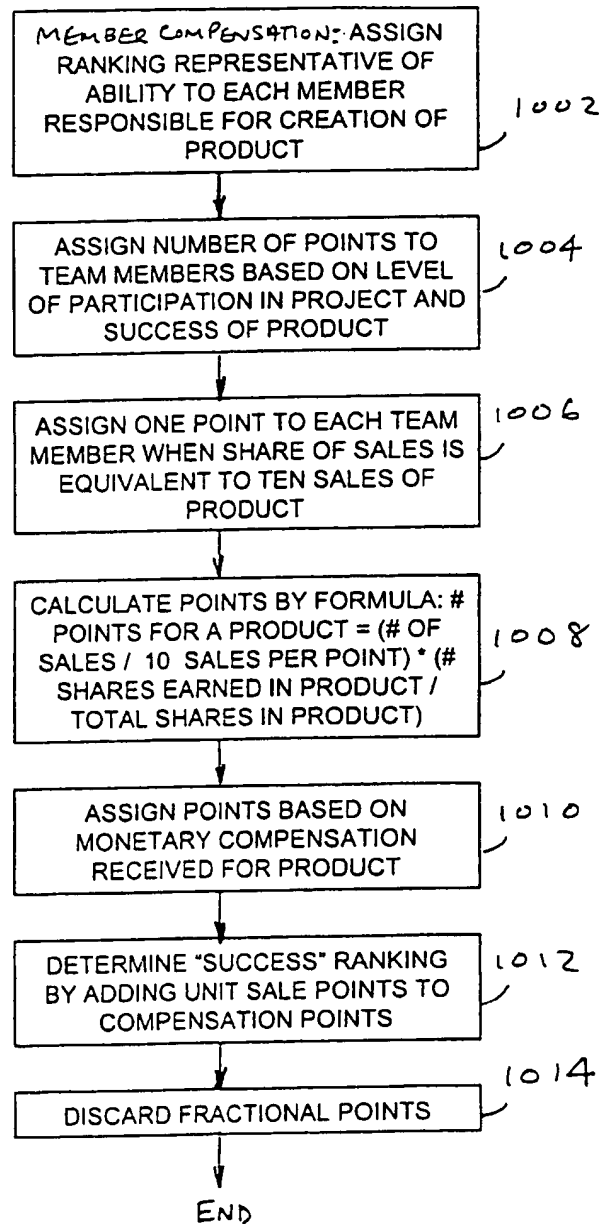 MEMBER COMPENSATION: ASSIGN
RANKING REPRESENTATIVE OF
ABILITY TO EACH MEMBER
RESPONSIBLE FOR CREATION OF
PRODUCT
1002
ASSIGN NUMBER OF POINTS TO
TEAM MEMBERS BASED ON LEVEL
OF PARTICIPATION IN PROJECT AND
SUCCESS OF PRODUCT
1004
ASSIGN ONE POINT TO EACH TEAM
MEMBER WHEN SHARE OF SALES IS
EQUIVALENT TO TEN SALES OF
PRODUCT
1006
CALCULATE POINTS BY FORMULA: #
POINTS FOR A PRODUCT = (# OF
SALES / 10 SALES PER POINT) * (#
SHARES EARNED IN PRODUCT /
TOTAL SHARES IN PRODUCT)
1008
ASSIGN POINTS BASED ON
MONETARY COMPENSATION
RECEIVED FOR PRODUCT
1010
DETERMINE "SUCCESS" RANKING
BY ADDING UNIT SALE POINTS TO
COMPENSATION POINTS
1012
DISCARD FRACTIONAL POINTS
1014
END